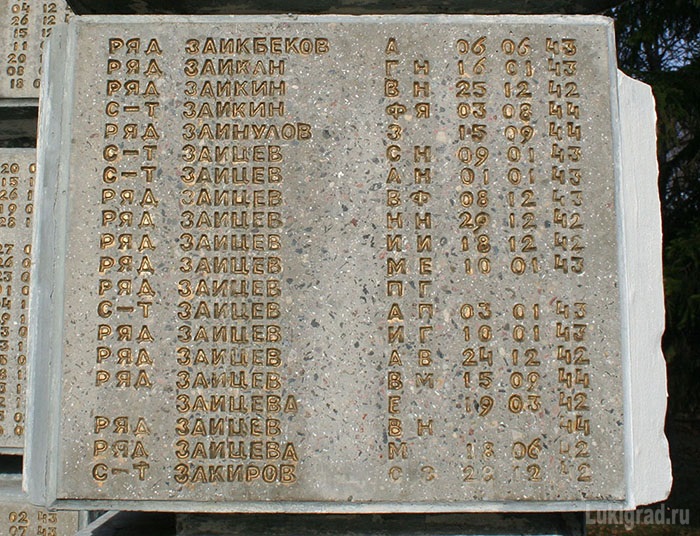 РЯД ЗАИКБЕКОВ А 06 06 43
РЯД ЗАИКАН Г Н 16 01 43
РЯД ЗАИКИН В Н 25 12 42
С-Т ЗАИКИН Ф Я 03 08 44
РЯД ЗАИНУЛОВ З 15 09 44
С-Т ЗАИЦЕВ С Н 09 01 43
С-Т ЗАИЦЕВ А Н 01 01 43
РЯД ЗАИЦЕВ В Ф 08 12 43
РЯД ЗАИЦЕВ Н Н 29 12 42
РЯД ЗАИЦЕВ И И 18 12 42
РЯД ЗАИЦЕВ М Е 10 01 43
РЯД ЗАИЦЕВ П Г
С-Т ЗАИЦЕВ А П 03 01 43
РЯД ЗАИЦЕВ И Г 10 01 43
РЯД ЗАИЦЕВ А В 24 12 42
РЯД ЗАИЦЕВ В М 15 09 44
ЗАИЦЕВА Е 19 03 42
РЯД ЗАИЦЕВ В Н 44
РЯД ЗАИЦЕВА М 18 06 42
С-Т ЗАКИРОВ С З 29 12 42
Lukigrad.ru